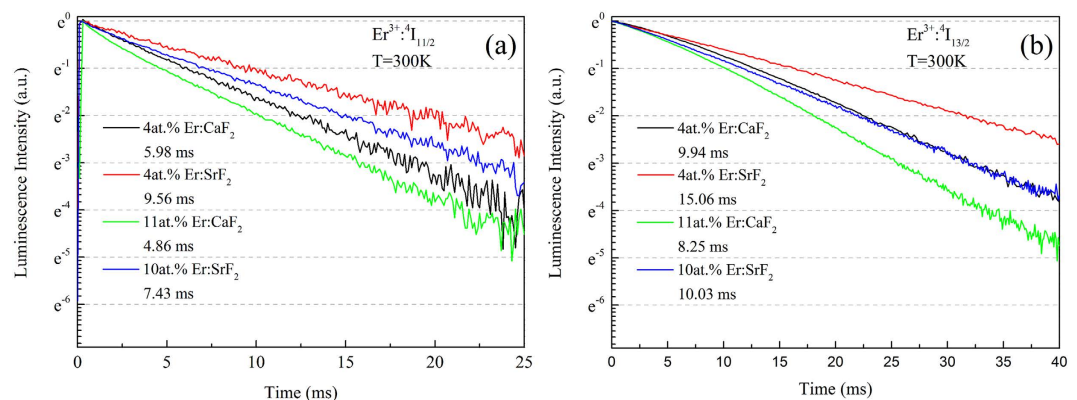 (a)
Er³⁺:⁴I₁₁/₂
T=300K
Luminescence Intensity (a.u.)
e⁰
e⁻¹
e⁻²
e⁻³
e⁻⁴
e⁻⁵
e⁻⁶
4at.% Er:CaF₂
5.98 ms
4at.% Er:SrF₂
9.56 ms
11at.% Er:CaF₂
4.86 ms
10at.% Er:SrF₂
7.43 ms
0 5 10 15 20 25
Time (ms)
(b)
Er³⁺:⁴I₁₃/₂
T=300K
Luminescence Intensity (a.u.)
e⁰
e⁻¹
e⁻²
e⁻³
e⁻⁴
e⁻⁵
e⁻⁶
4at.% Er:CaF₂
9.94 ms
4at.% Er:SrF₂
15.06 ms
11at.% Er:CaF₂
8.25 ms
10at.% Er:SrF₂
10.03 ms
0 5 10 15 20 25 30 35 40
Time (ms)